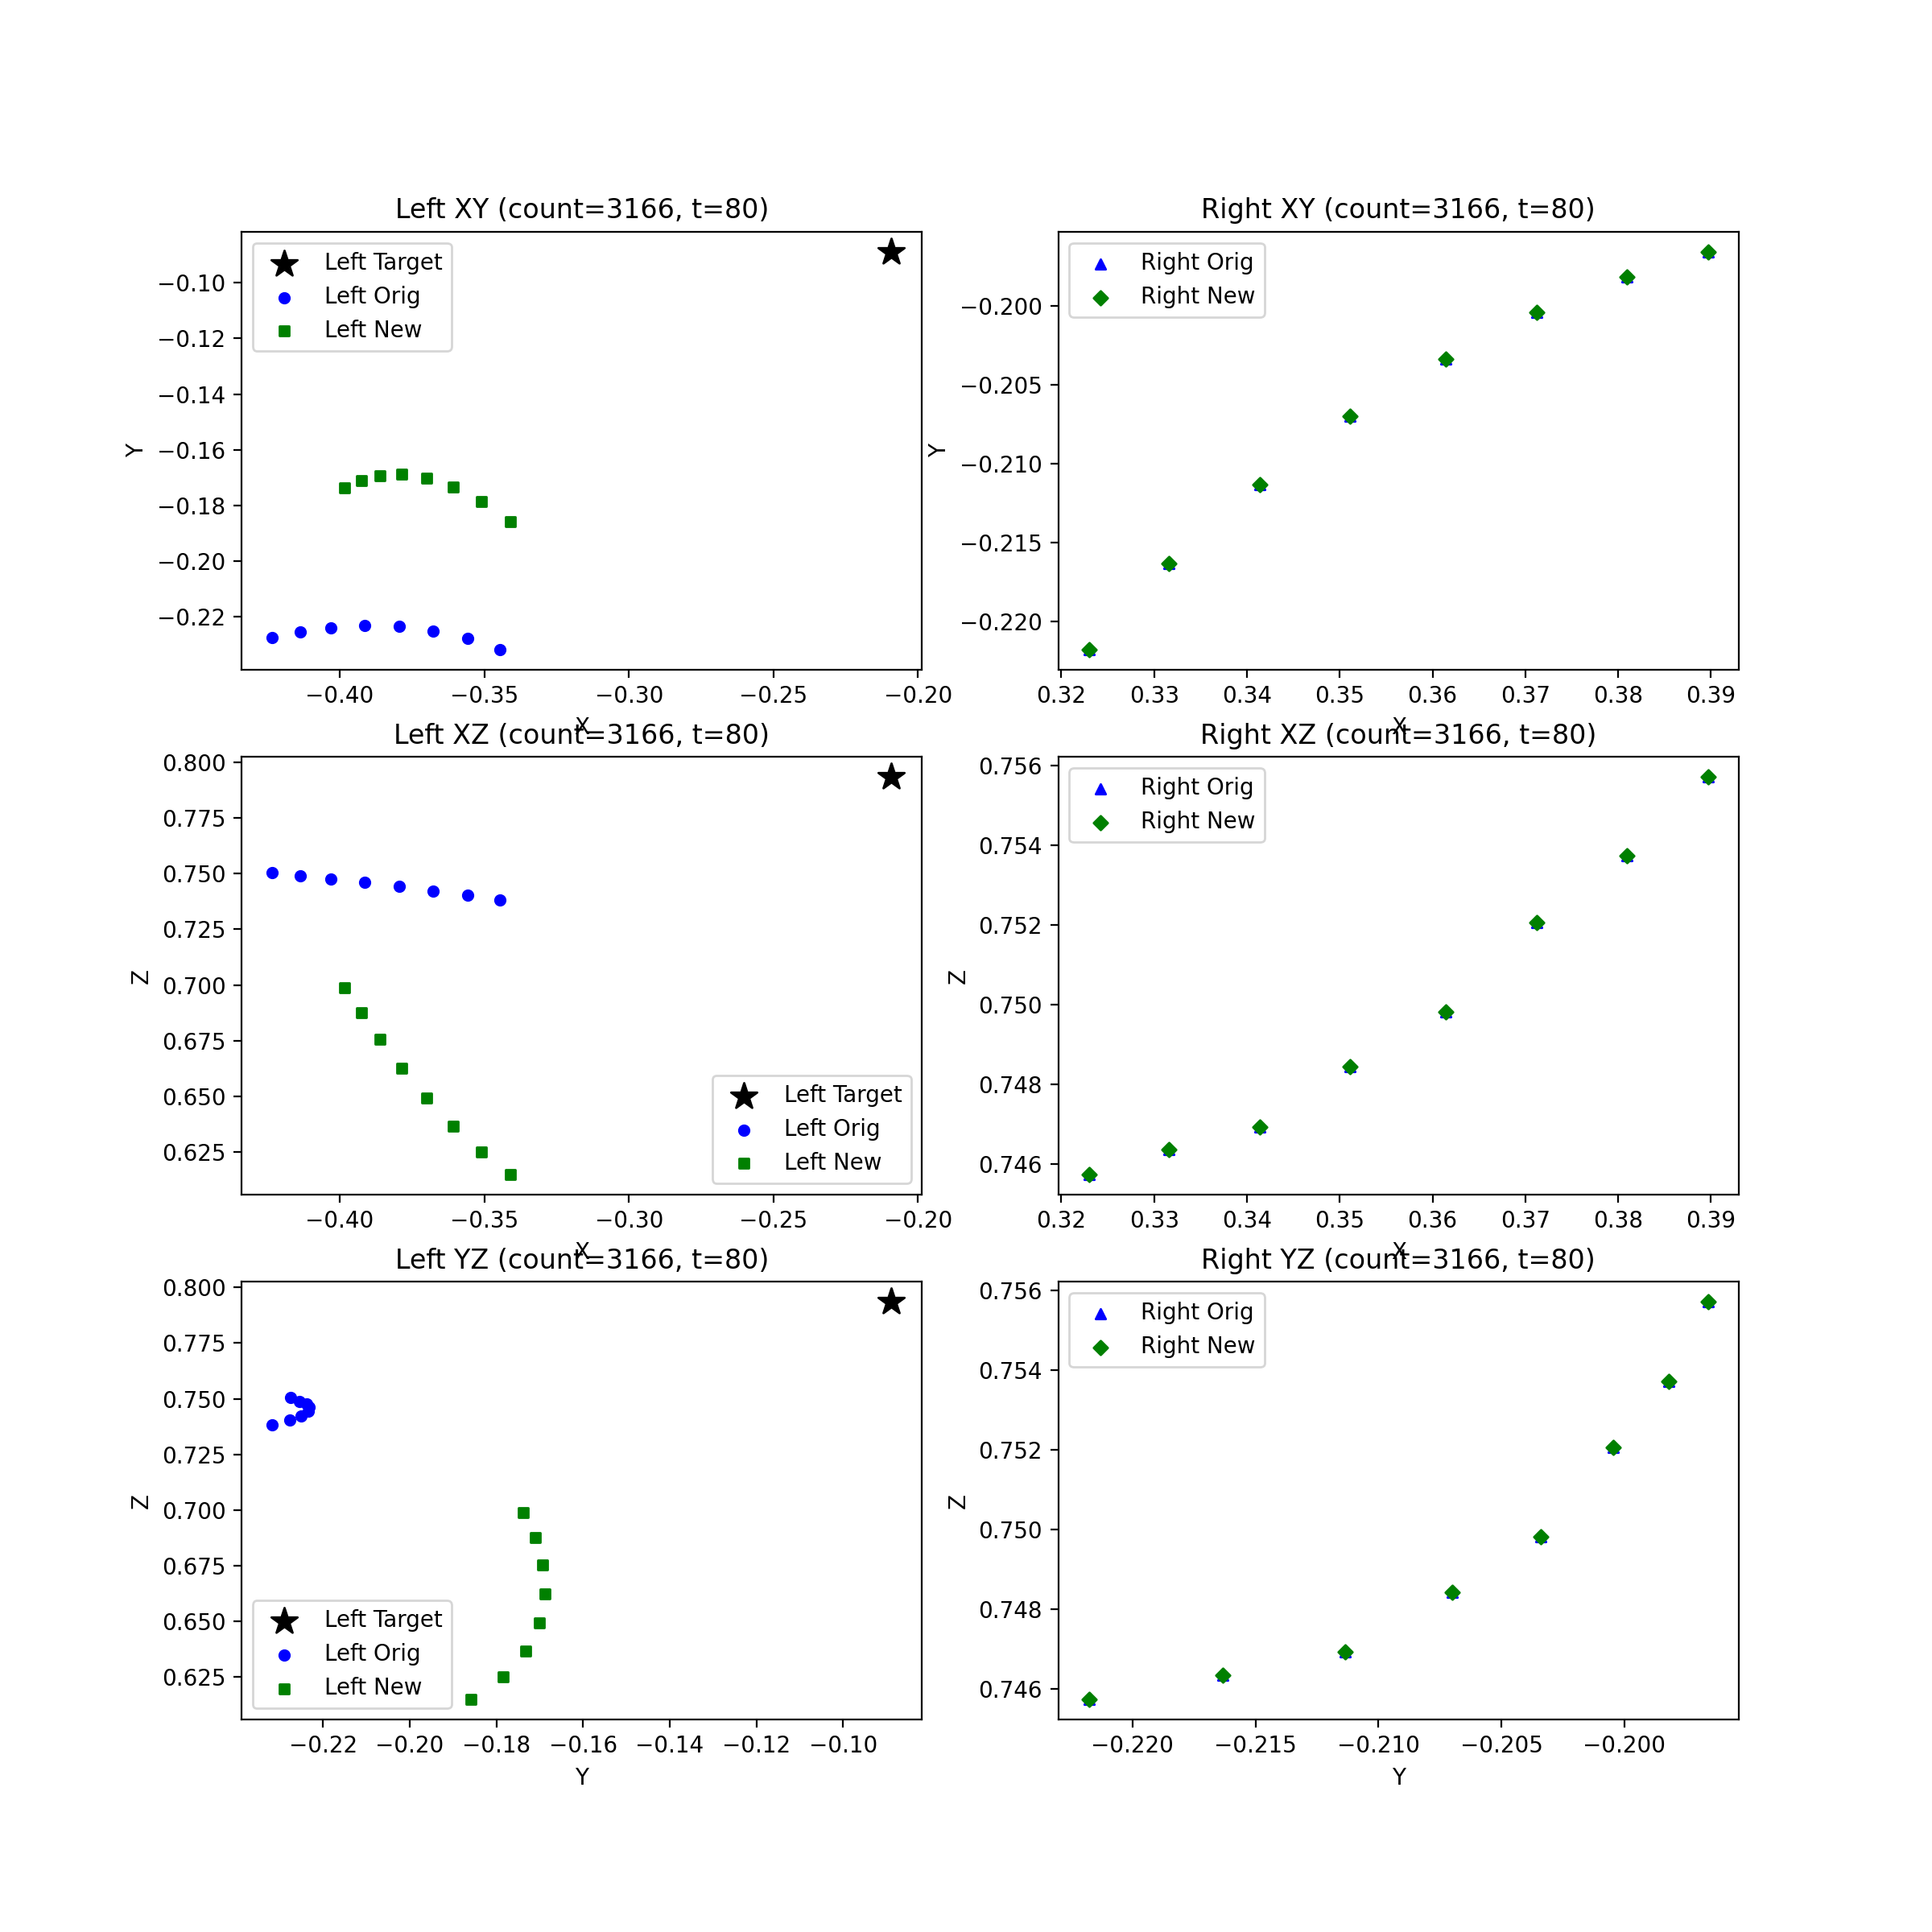 Left XY (count=3166, t=80)
Left Target
Left Orig
Left New
−0.10
−0.12
−0.14
−0.16
−0.18
−0.20
−0.22
Y
−0.40
−0.35
−0.30
−0.25
−0.20
X
Right XY (count=3166, t=80)
Right Orig
Right New
−0.200
−0.205
−0.210
−0.215
−0.220
Y
0.32
0.33
0.34
0.35
0.36
0.37
0.38
0.39
X
Left XZ (count=3166, t=80)
0.800
0.775
0.750
0.725
0.700
0.675
0.650
0.625
Z
Left Target
Left Orig
Left New
−0.40
−0.35
−0.30
−0.25
−0.20
X
Right XZ (count=3166, t=80)
Right Orig
Right New
0.756
0.754
0.752
0.750
0.748
0.746
Z
0.32
0.33
0.34
0.35
0.36
0.37
0.38
0.39
X
Left YZ (count=3166, t=80)
0.800
0.775
0.750
0.725
0.700
0.675
0.650
0.625
Z
Left Target
Left Orig
Left New
−0.22
−0.20
−0.18
−0.16
−0.14
−0.12
−0.10
Y
Right YZ (count=3166, t=80)
Right Orig
Right New
0.756
0.754
0.752
0.750
0.748
0.746
Z
−0.220
−0.215
−0.210
−0.205
−0.200
Y